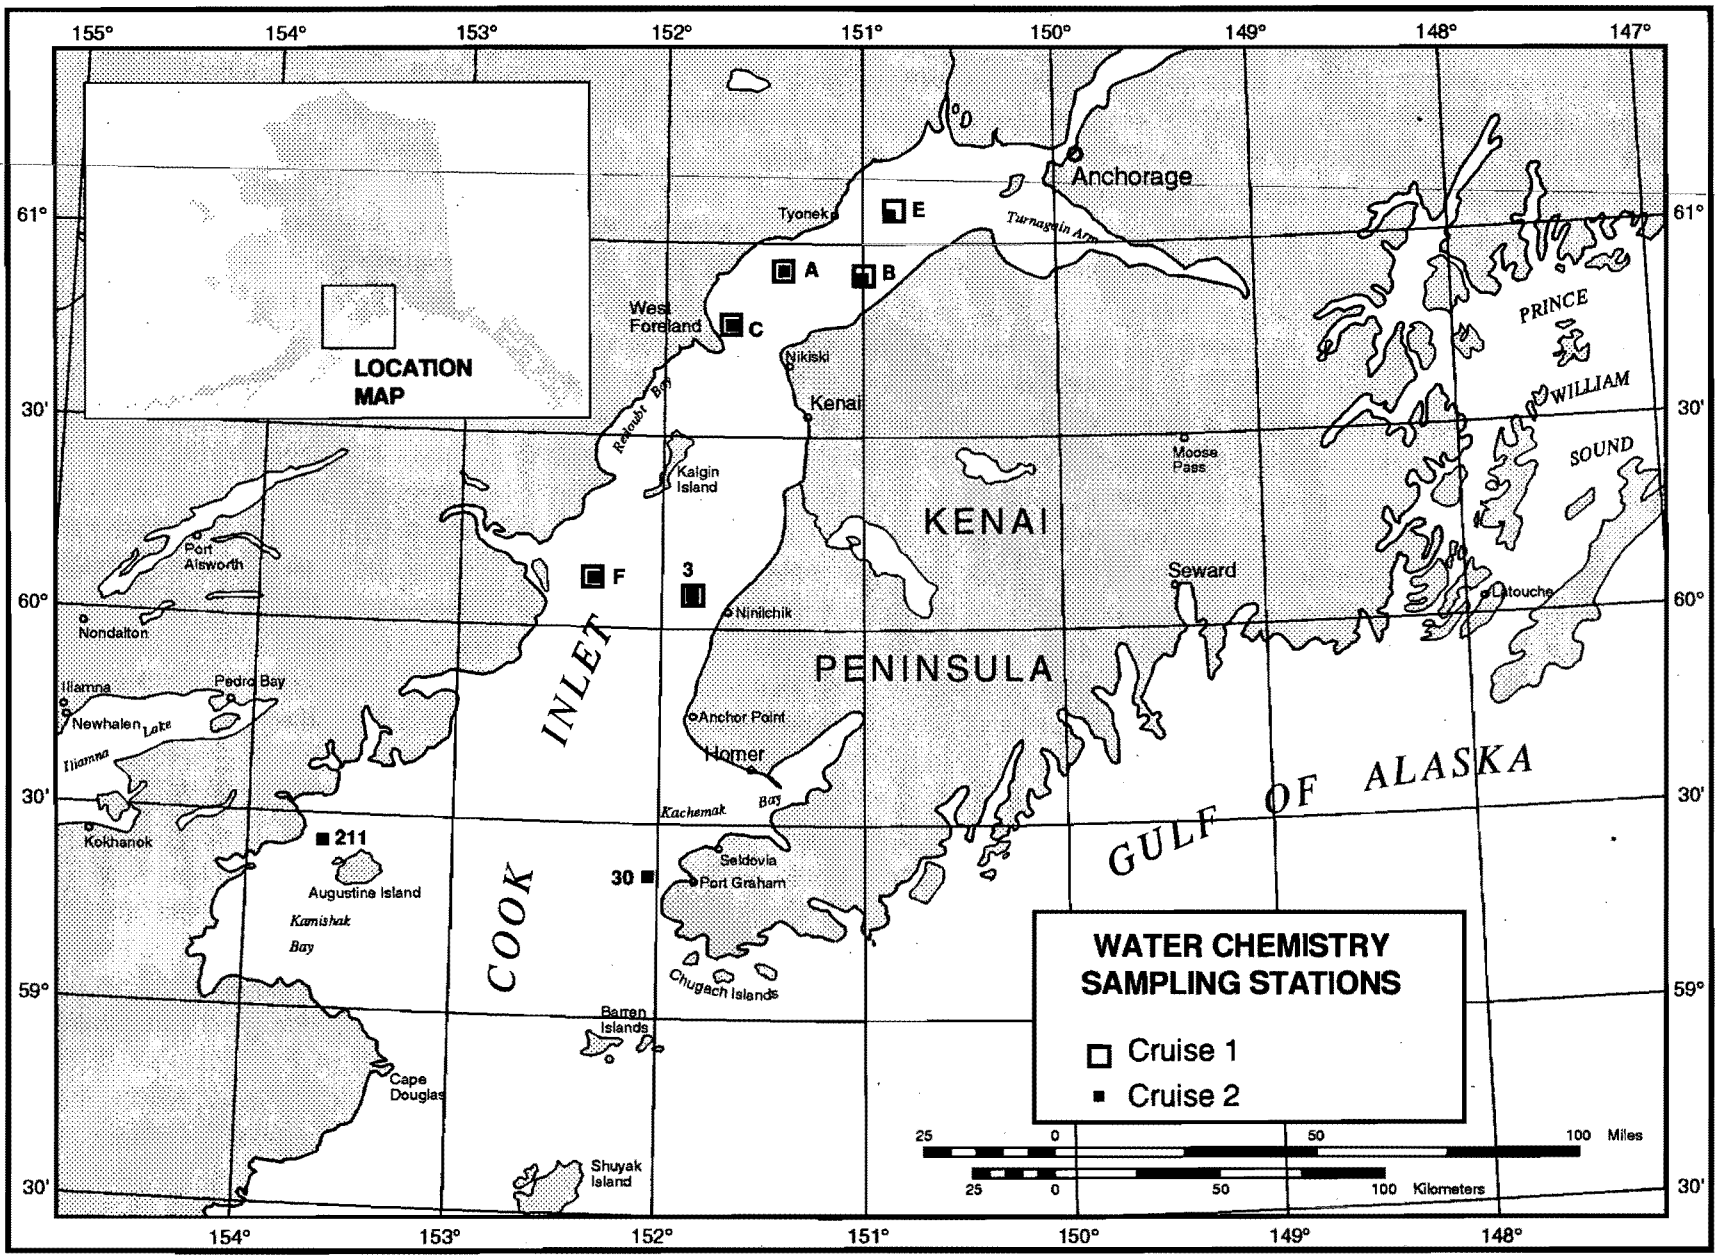 155° 154° 153° 152° 151° 150° 149° 148° 147°
Anchorage
Tyonek
E
61°
61°
Turnagain Arm
A
B
West
Foreland
C
PRINCE
LOCATION
MAP
Nikiski
WILLIAM
30'
30'
Kenai
Redoubt Bay
SOUND
Moose
Pass
Kalgin
Island
KENAI
Port
Alsworth
F
3
Seward
60°
60°
Latouche
Ninilchik
Nondalton
INLET
PENINSULA
Iliamna
Pedro Bay
Newhalen
Lake
Iliamna
Anchor Point
Homer
GULF OF ALASKA
30'
30'
Kachemak Bay
Kokhanok
211
Seldovia
30
Port Graham
Augustine Island
Kamishak
Bay
COOK
WATER CHEMISTRY
SAMPLING STATIONS
Chugach Islands
59°
59°
Barren
Islands
Cruise 1
Cape
Douglas
Cruise 2
25 0 50 100 Miles
Shuyak
Island
25 0 50 100 Kilometers
30'
30'
154° 153° 152° 151° 150° 149° 148°